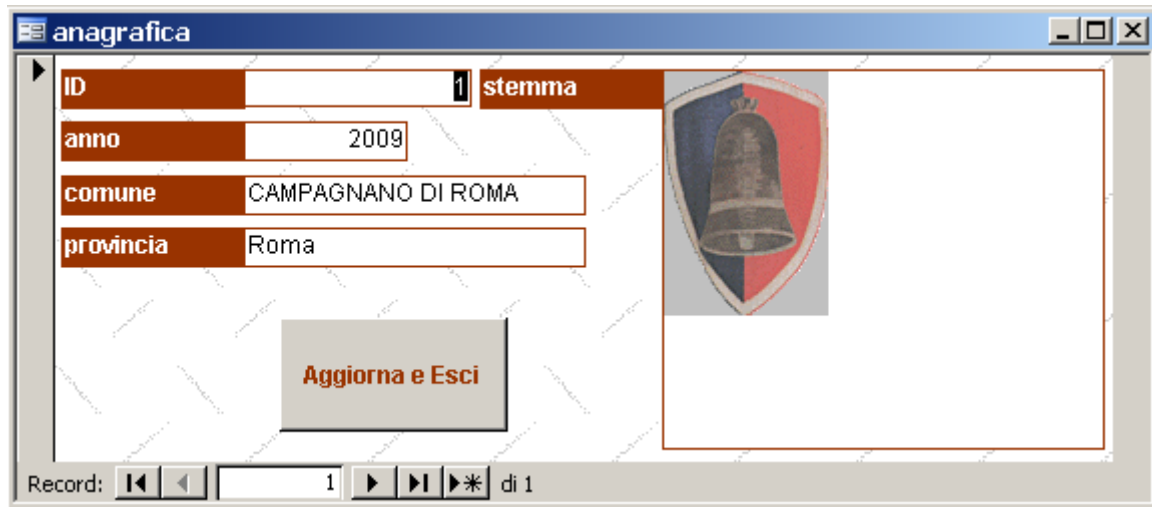 anagrafica
ID 1 stemma
anno 2009
comune CAMPAGNANO DI ROMA
provincia Roma
Aggiorna e Esci
Record: 1 di 1